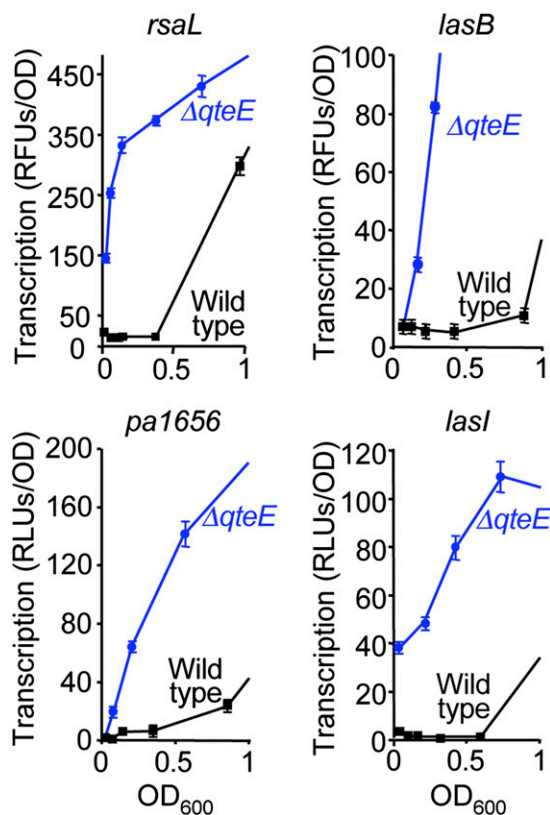 rsaL
Transcription (RFUs/OD)
450
350
250
150
50
0
ΔqteE
Wild
type
0
0.5
1
lasB
Transcription (RFUs/OD)
100
80
60
40
20
0
ΔqteE
Wild
type
0
0.5
1
pa1656
Transcription (RLUs/OD)
200
160
120
80
40
0
ΔqteE
Wild
type
0
0.5
1
OD600
lasI
Transcription (RLUs/OD)
120
100
80
60
40
20
0
ΔqteE
Wild
type
0
0.5
1
OD600